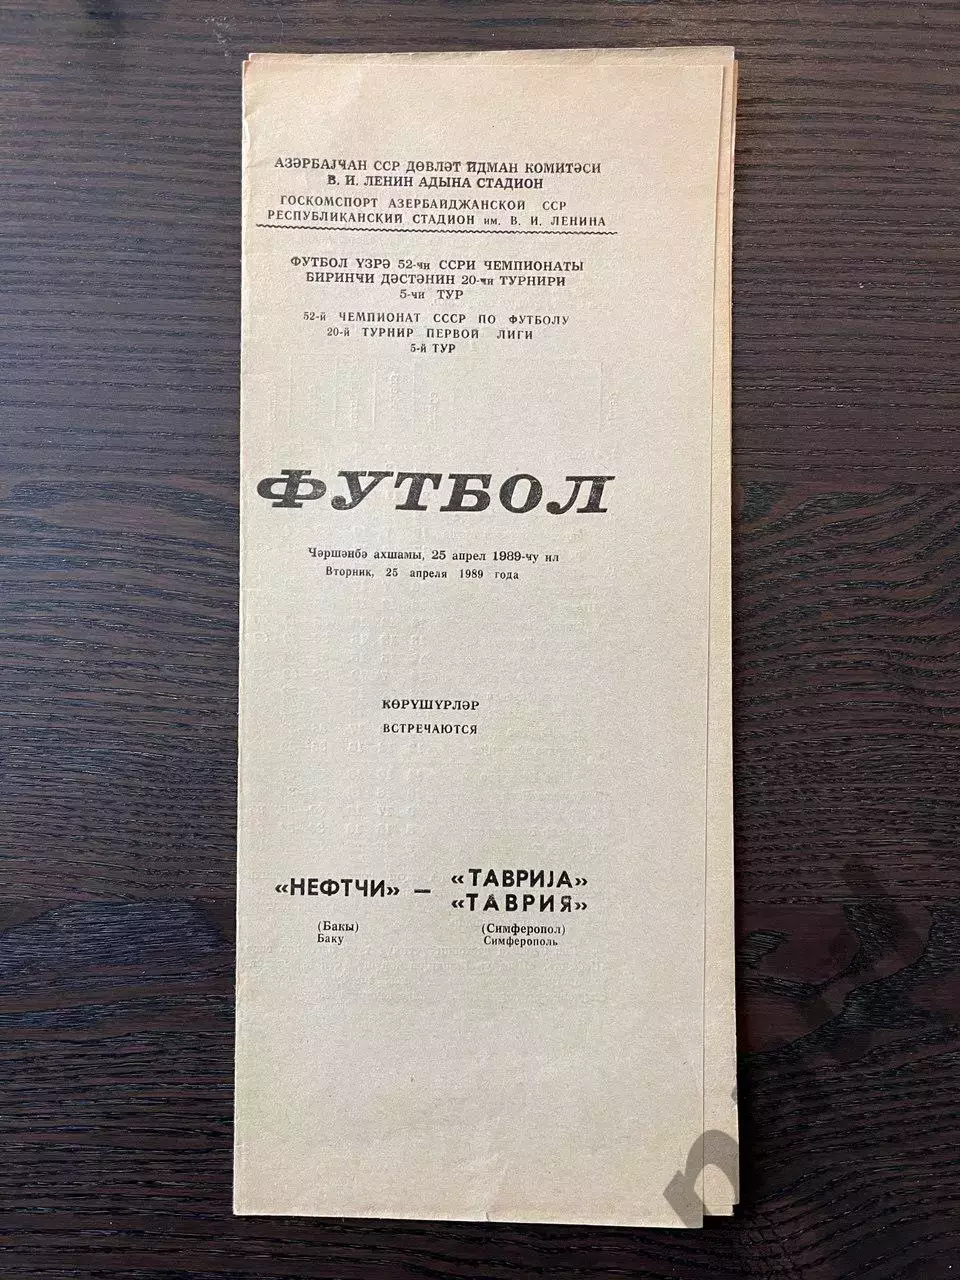 АЗӘРБАЈҸАН ССР ДӨВЛӘТ ИДМАН КОМИТӘСИ
В. И. ЛЕНИН АДЫНА СТАДИОН
ГОСКОМСПОРТ АЗЕРБАЙДЖАНСКОЙ ССР
РЕСПУБЛИКАНСКИЙ СТАДИОН им. В. И. ЛЕНИНА
ФУТБОЛ ҮЗРӘ 52-чи ССРИ ЧЕМПИОНАТЫ
БИРИНЧИ ДӘСТӘНИН 20-чи ТУРНИРИ
5-чи ТУР
52-й ЧЕМПИОНАТ СССР ПО ФУТБОЛУ
20-й ТУРНИР ПЕРВОЙ ЛИГИ
5-й ТУР
ФУТБОЛ
Чәршәнбә ахшамы, 25 апрел 1989-чу ил
Вторник, 25 апреля 1989 года
КӨРҮШҮРЛӘР
ВСТРЕЧАЮТСЯ
«НЕФТЧИ» — «ТАВРИЈА»
«ТАВРИЯ»
(Бакы) (Симферопол)
Баку Симферополь